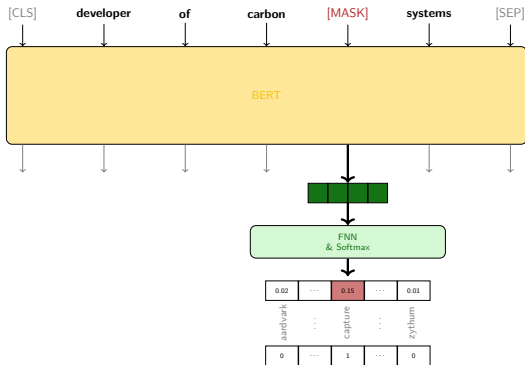 [CLS] developer of carbon [MASK] systems [SEP]
BERT
FNN
& Softmax
0.02 ... 0.15 ... 0.01
aardvark ... capture ... zythum
0 ... 1 ... 0